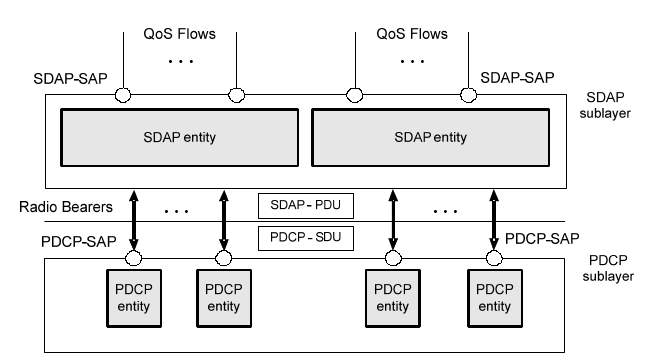 QoS Flows
QoS Flows
. . .
. . .
SDAP-SAP
SDAP-SAP
SDAP
sublayer
SDAP entity
SDAP entity
Radio Bearers
. . .
SDAP - PDU
. . .
PDCP-SAP
PDCP - SDU
PDCP-SAP
PDCP
sublayer
PDCP
entity
PDCP
entity
PDCP
entity
PDCP
entity